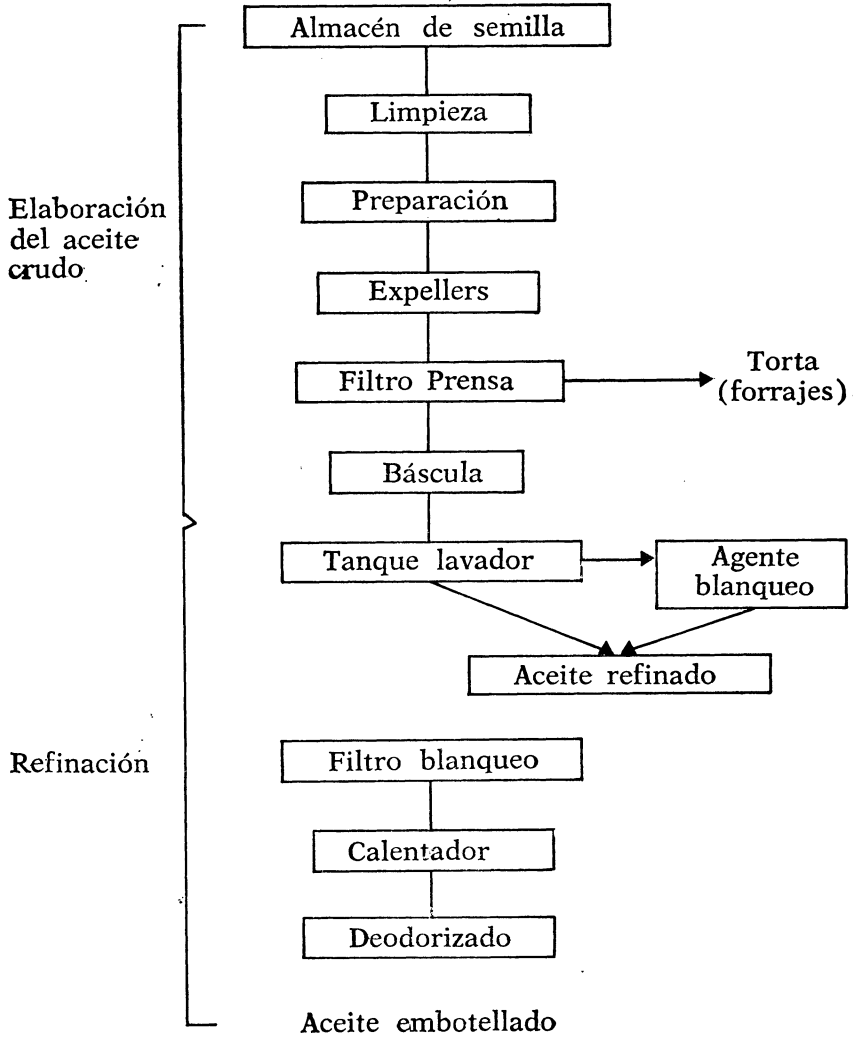 Almacén de semilla
Limpieza
Preparación
Elaboración
del aceite
crudo
Expellers
Filtro Prensa
Torta
(forrajes)
Báscula
Tanque lavador
Agente
blanqueo
Aceite refinado
Refinación
Filtro blanqueo
Calentador
Deodorizado
Aceite embotellado